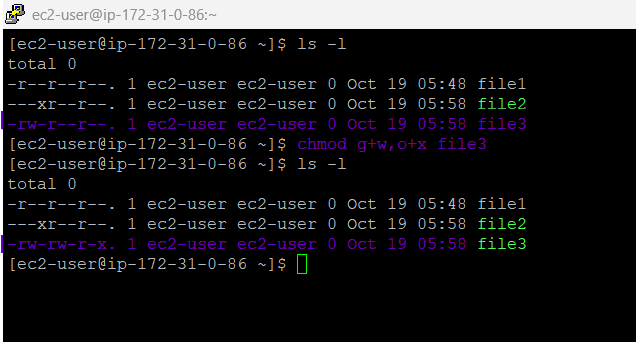 ec2-user@ip-172-31-0-86:~
[ec2-user@ip-172-31-0-86 ~]$ ls -l
total 0
-r--r--r--. 1 ec2-user ec2-user 0 Oct 19 05:48 file1
---xr--r--. 1 ec2-user ec2-user 0 Oct 19 05:58 file2
-rw-r--r--. 1 ec2-user ec2-user 0 Oct 19 05:58 file3
[ec2-user@ip-172-31-0-86 ~]$ chmod g+w,o+x file3
[ec2-user@ip-172-31-0-86 ~]$ ls -l
total 0
-r--r--r--. 1 ec2-user ec2-user 0 Oct 19 05:48 file1
---xr--r--. 1 ec2-user ec2-user 0 Oct 19 05:58 file2
-rw-rw-r-x. 1 ec2-user ec2-user 0 Oct 19 05:58 file3
[ec2-user@ip-172-31-0-86 ~]$